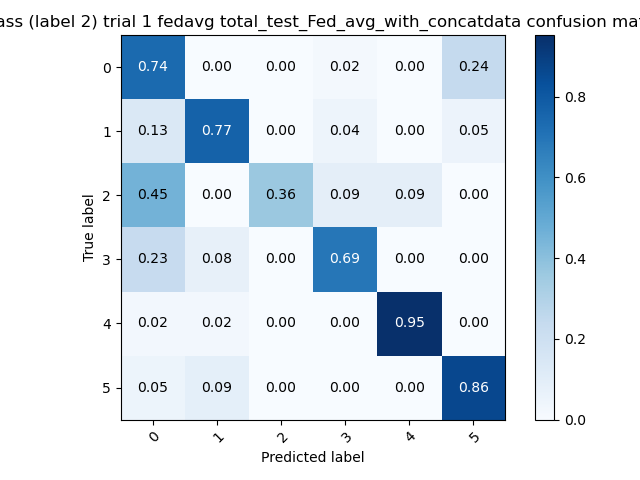 ass (label 2) trial 1 fedavg total_test_Fed_avg_with_concatdata confusion ma
0 0.74 0.00 0.00 0.02 0.00 0.24
1 0.13 0.77 0.00 0.04 0.00 0.05
2 0.45 0.00 0.36 0.09 0.09 0.00
3 0.23 0.08 0.00 0.69 0.00 0.00
4 0.02 0.02 0.00 0.00 0.95 0.00
5 0.05 0.09 0.00 0.00 0.00 0.86
0 1 2 3 4 5
True label
Predicted label
0.8
0.6
0.4
0.2
0.0